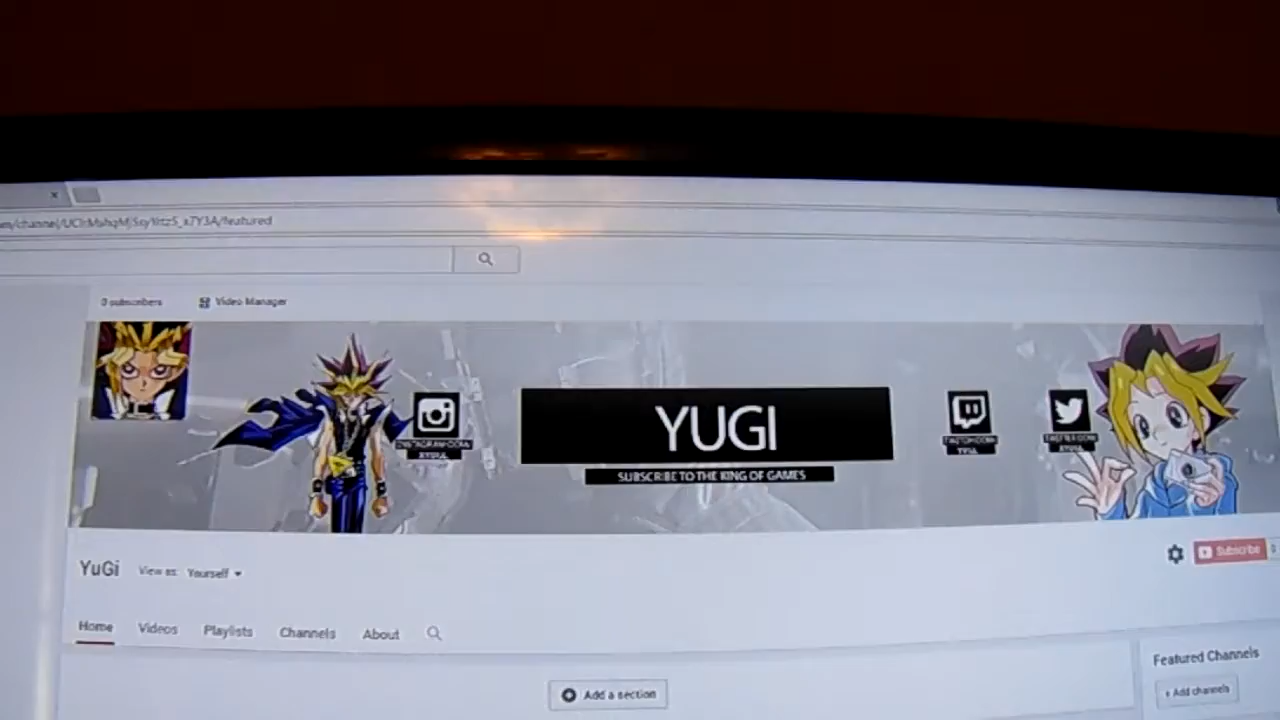 0 subscribers
Video Manager
YUGI
SUBSCRIBE TO THE KING OF GAMES
YuGi
View as: Yourself
Subscribe 0
Home Videos Playlists Channels About
Featured Channels
+ Add channels
Add a section